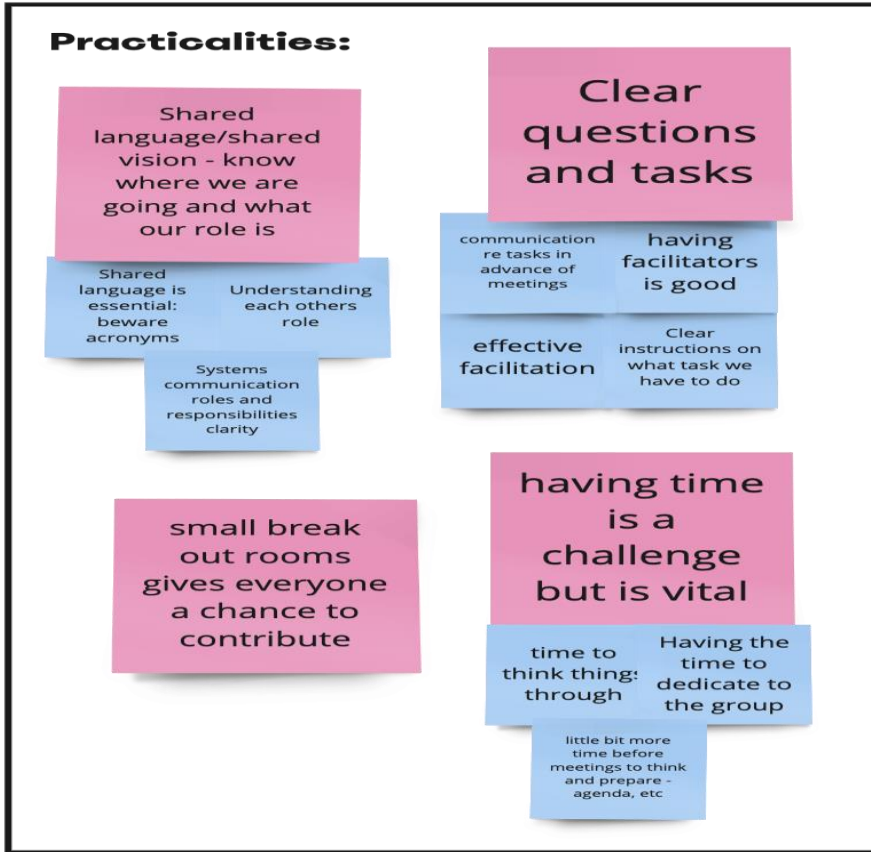 Practicalities:
Shared
language/shared
vision - know
where we are
going and what
our role is
Shared
language is
essential:
beware
acronyms
Understanding
each others
role
Systems
communication
roles and
responsibilities
clarity
Clear
questions
and tasks
communication
re tasks in
advance of
meetings
having
facilitators
is good
effective
facilitation
Clear
instructions on
what task we
have to do
small break
out rooms
gives everyone
a chance to
contribute
having time
is a
challenge
but is vital
time to
think things
through
Having the
time to
dedicate to
the group
little bit more
time before
meetings to think
and prepare -
agenda, etc